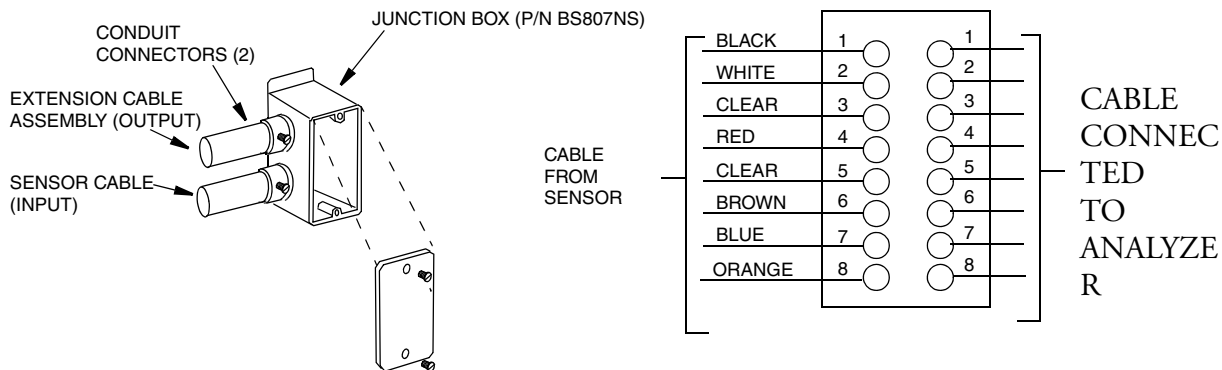 JUNCTION BOX (P/N BS807NS)
CONDUIT
CONNECTORS (2)
EXTENSION CABLE
ASSEMBLY (OUTPUT)
SENSOR CABLE
(INPUT)
CABLE
FROM
SENSOR
BLACK 1 1
WHITE 2 2
CLEAR 3 3
RED 4 4
CLEAR 5 5
BROWN 6 6
BLUE 7 7
ORANGE 8 8
CABLE
CONNEC
TED
TO
ANALYZE
R